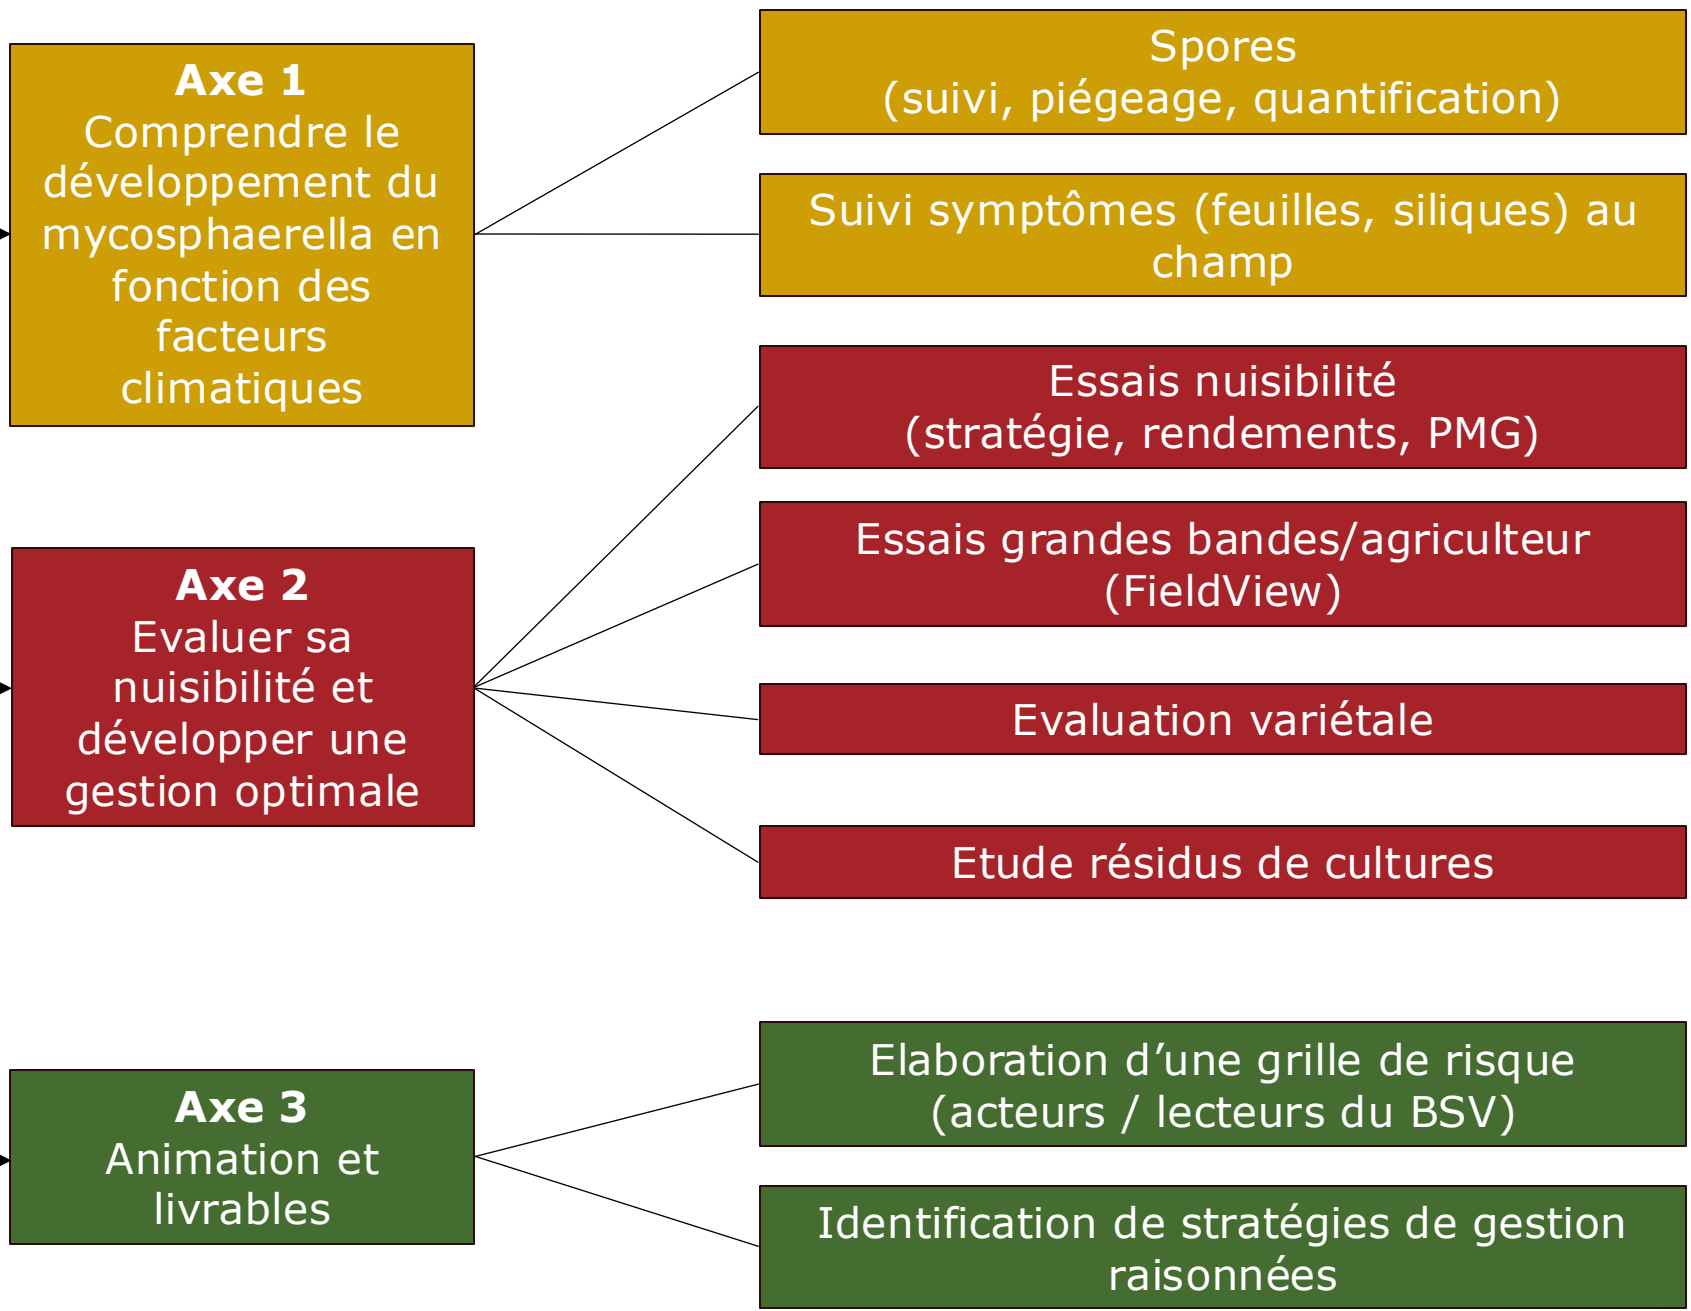 Axe 1
Comprendre le
développement du
mycosphaerella en
fonction des
facteurs
climatiques
Spores
(suivi, piégeage, quantification)
Suivi symptômes (feuilles, siliques) au
champ
Axe 2
Evaluer sa
nuisibilité et
développer une
gestion optimale
Essais nuisibilité
(stratégie, rendements, PMG)
Essais grandes bandes/agriculteur
(FieldView)
Evaluation variétale
Etude résidus de cultures
Axe 3
Animation et
livrables
Elaboration d’une grille de risque
(acteurs / lecteurs du BSV)
Identification de stratégies de gestion
raisonnées